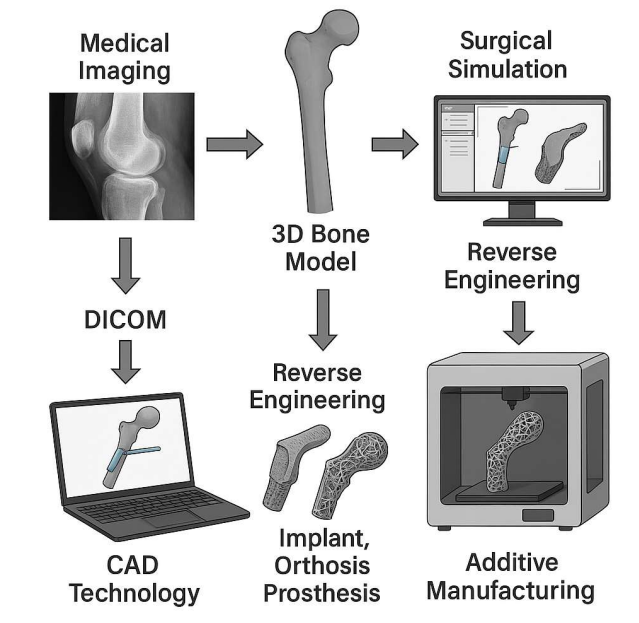 Medical
Imaging
Surgical
Simulation
3D Bone
Model
Reverse
Engineering
DICOM
Reverse
Engineering
CAD
Technology
Implant,
Orthosis
Prosthesis
Additive
Manufacturing